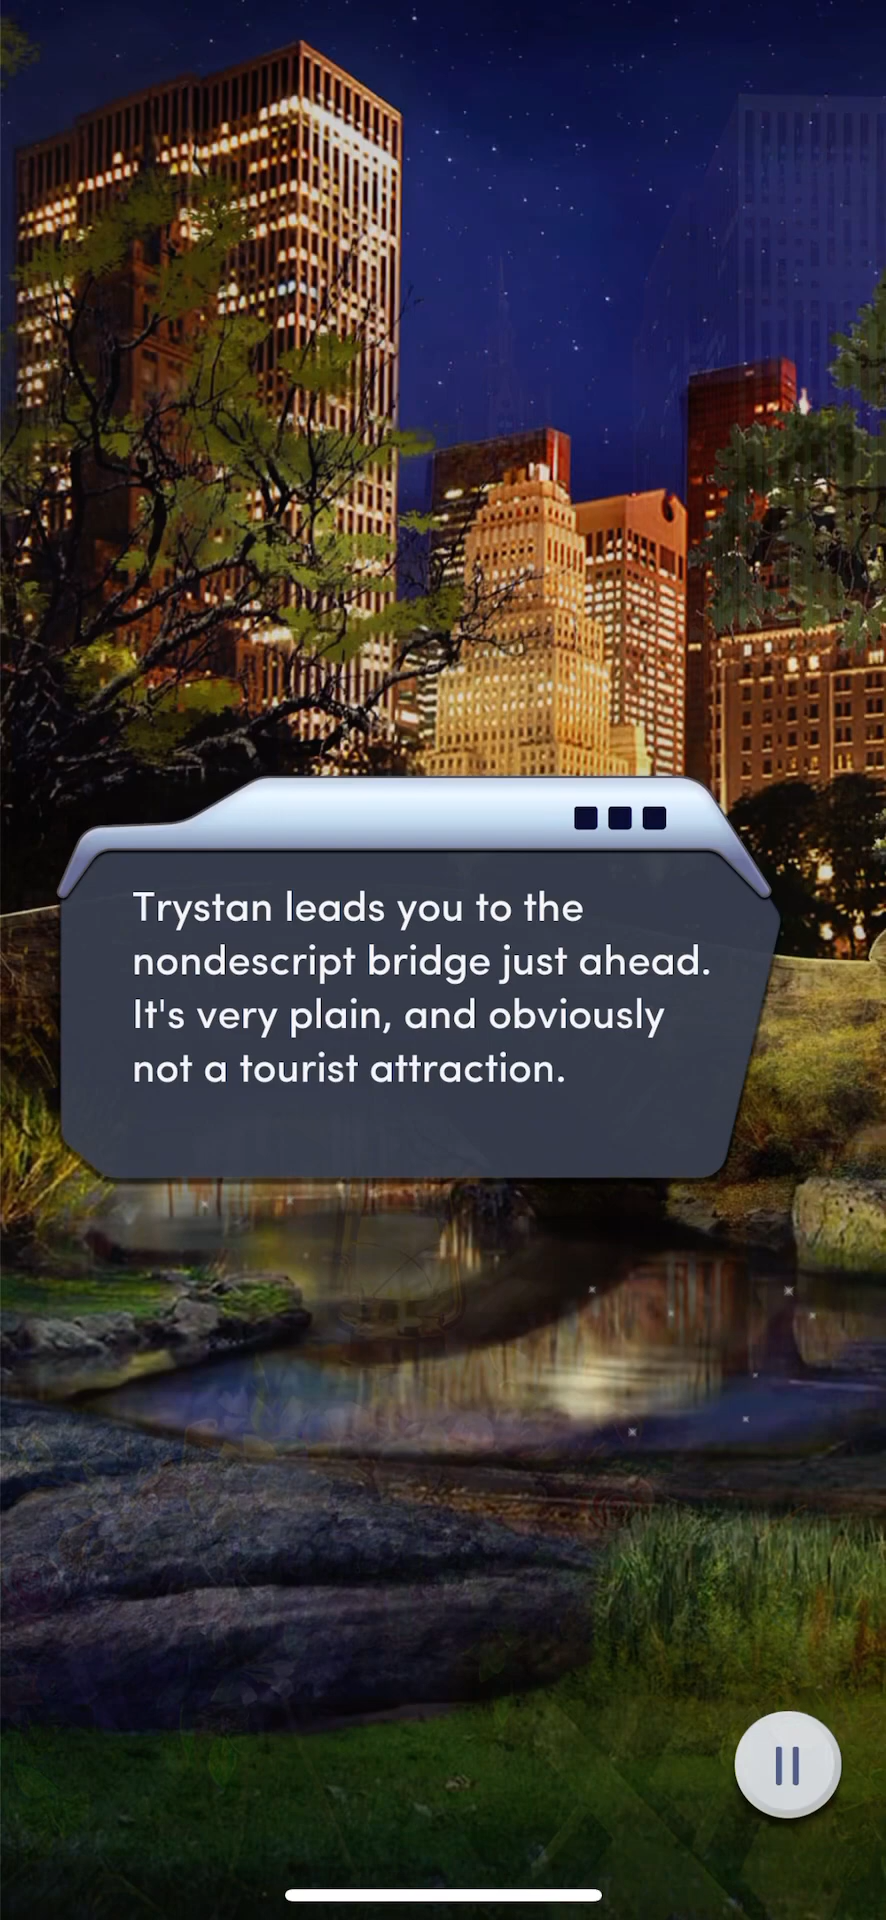 Trystan leads you to the
nondescript bridge just ahead.
It's very plain, and obviously
not a tourist attraction.